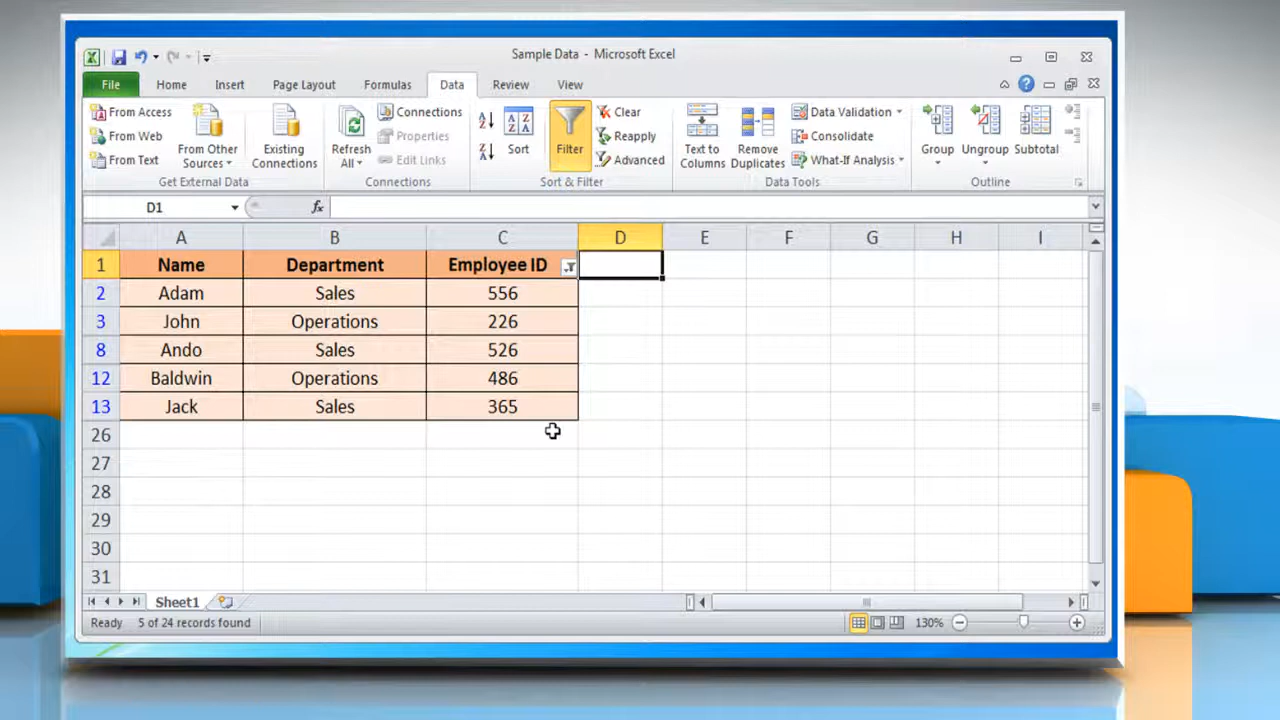 Sample Data - Microsoft Excel
File Home Insert Page Layout Formulas Data Review View
From Access
From Web
From Text
From Other Sources
Existing Connections
Get External Data
Refresh All
Connections
Properties
Edit Links
Connections
Sort
Filter
Clear
Reapply
Advanced
Sort & Filter
Text to Columns
Remove Duplicates
Data Validation
Consolidate
What-If Analysis
Data Tools
Group
Ungroup
Subtotal
Outline
D1 fx
A B C D E F G H I
1 Name Department Employee ID
2 Adam Sales 556
3 John Operations 226
8 Ando Sales 526
12 Baldwin Operations 486
13 Jack Sales 365
26
27
28
29
30
31
Sheet1
Ready 5 of 24 records found 130%